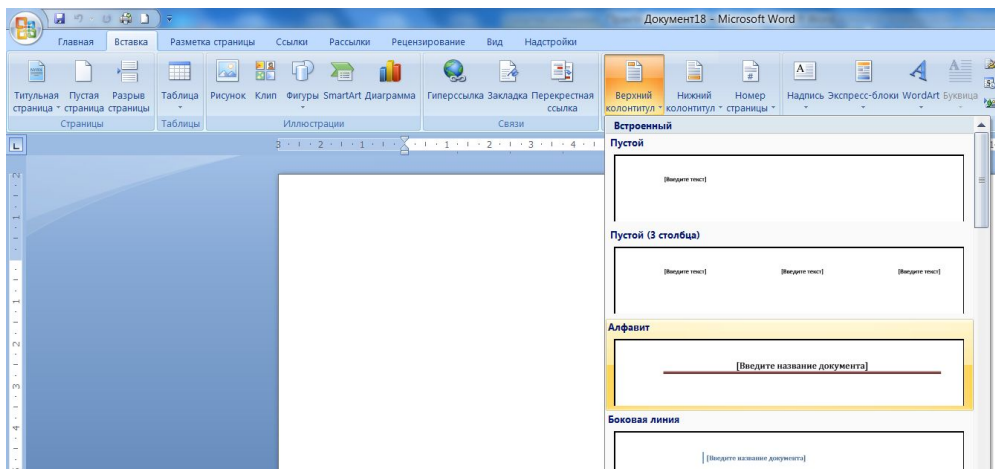 Документ18 - Microsoft Word
Главная Вставка Разметка страницы Ссылки Рассылки Рецензирование Вид Надстройки
Титульная страница Пустая страница Разрыв страницы Таблица Рисунок Клип Фигуры SmartArt Диаграмма Гиперссылка Закладка Перекрестная ссылка Верхний колонтитул Нижний колонтитул Номер страницы Надпись Экспресс-блоки WordArt Буквица
Страницы Таблицы Иллюстрации Связи
Встроенный
Пустой
[Введите текст]
Пустой (3 столбца)
[Введите текст] [Введите текст] [Введите текст]
Алфавит
[Введите название документа]
Боковая линия
[Введите название документа]